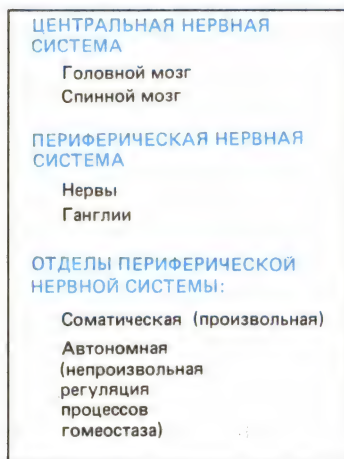 ЦЕНТРАЛЬНАЯ НЕРВНАЯ
СИСТЕМА
Головной мозг
Спинной мозг
ПЕРИФЕРИЧЕСКАЯ НЕРВНАЯ
СИСТЕМА
Нервы
Ганглии
ОТДЕЛЫ ПЕРИФЕРИЧЕСКОЙ
НЕРВНОЙ СИСТЕМЫ:
Соматическая (произвольная)
Автономная
(непроизвольная
регуляция
процессов
гомеостаза)